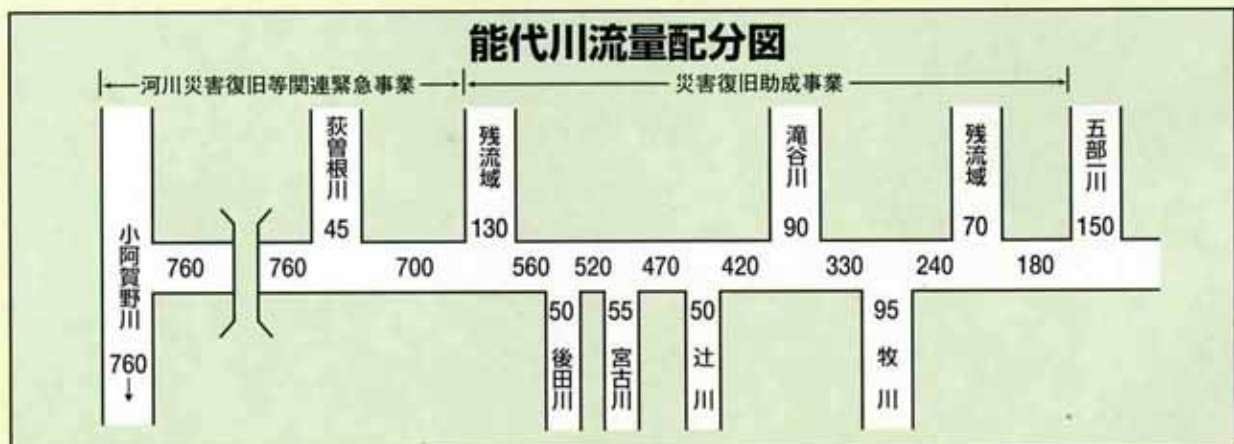 能代川流量配分図
河川災害復旧等関連緊急事業
災害復旧助成事業
荻曽根川
45
残流域
130
滝谷川
90
残流域
70
五部一川
150
小阿賀野川
760
760
760
700
560
520
470
420
330
240
180
50
後田川
55
宮古川
50
辻川
95
牧川